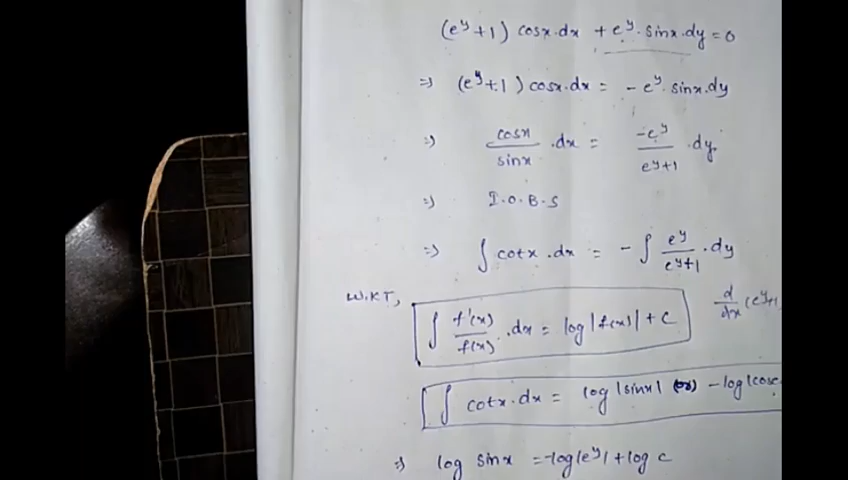 (e^y+1) cosx.dx + e^y. sinx.dy = 0
=> (e^y+1) cosx.dx = - e^y. sinx.dy
=> cosx/sinx .dx = -e^y/e^y+1 .dy
=> I.O.B.S
=> ∫ cotx .dx = - ∫ e^y/e^y+1 .dy
W.K.T, ∫ f'(x)/f(x) .dx = log |f(x)| + c d/dx (e^y+1
∫ cotx.dx = log |sinx| (or) - log |cosec
=> log sinx = -log|e^y| + log c